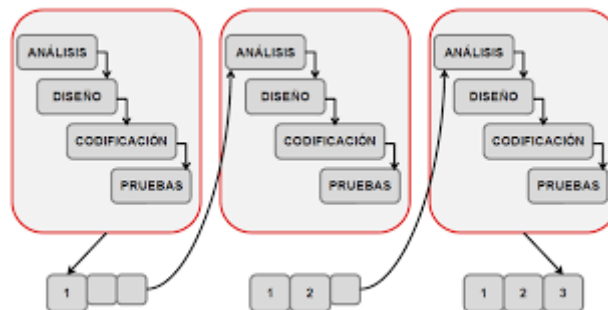 ANÁLISIS
DISEÑO
CODIFICACIÓN
PRUEBAS
ANÁLISIS
DISEÑO
CODIFICACIÓN
PRUEBAS
ANÁLISIS
DISEÑO
CODIFICACIÓN
PRUEBAS
1
1 2
1 2 3